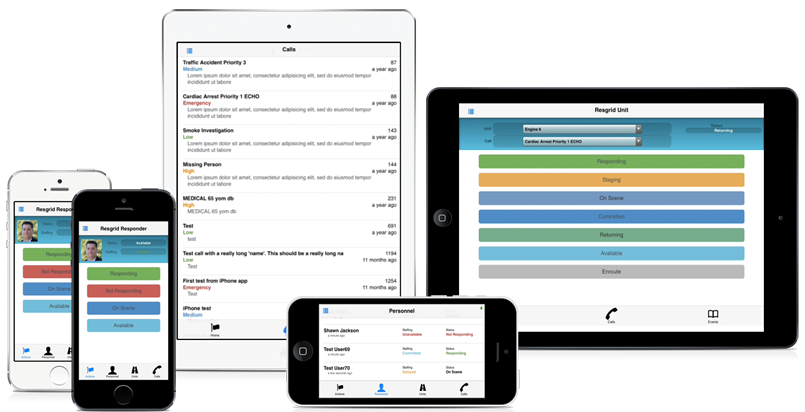 Calls
Traffic Accident Priority 3 87
Medium a year ago
Lorem ipsum dolor sit amet, consectetur adipisicing elit, sed do eiusmod tempor
incididunt ut labore
Cardiac Arrest Priority 1 ECHO 88
Emergency a year ago
Lorem ipsum dolor sit amet, consectetur adipisicing elit, sed do eiusmod tempor
incididunt ut labore
Smoke Investigation 143
Low a year ago
Lorem ipsum dolor sit amet, consectetur adipisicing elit, sed do eiusmod tempor
incididunt ut labore
Missing Person 144
High a year ago
Lorem ipsum dolor sit amet, consectetur adipisicing elit, sed do eiusmod tempor
incididunt ut labore
MEDICAL 65 yom db 231
High a year ago
MEDICAL 65 yom db
Test 691
Low a year ago
test
Test call with a really long 'name'. This should be a really long na 1194
Low 11 months ago
Test
First test from iPhone app 1254
Emergency 11 months ago
Test
iPhone test
Medium
Home
Resgrid Unit
Unit Engine 6
Call Cardiac Arrest Priority 1 ECHO
Status
Returning
Responding
Staging
On Scene
Committed
Returning
Available
Enroute
Calls
Events
Resgrid Responder
Responding
Not Respon
On Scene
Available
Actions Personnel Units
Resgrid Responder
Status Available
Staffing
Responding
Not Responding
On Scene
Available
Actions Personnel Units Calls
Personnel
Shawn Jackson
a minute ago
Staffing
Unavailable
Status
Not Responding
Test User69
a minute ago
Staffing
Committed
Status
Responding
Test User70
a few seconds ago
Staffing
Delayed
Status
On Scene
Actions Personnel Units Calls